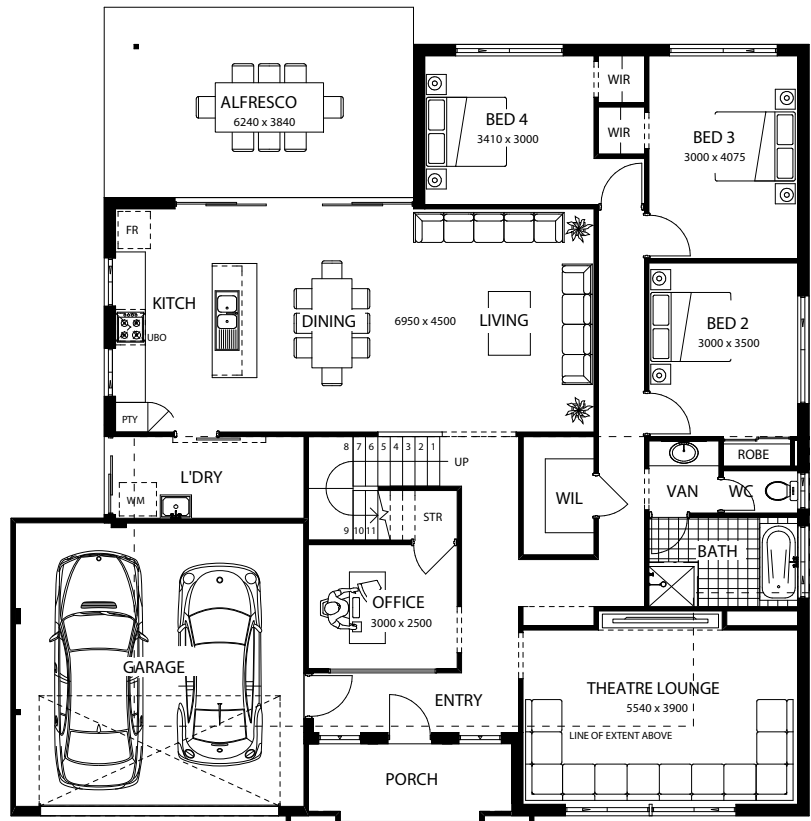 ALFRESCO
6240 x 3840
BED 4
3410 x 3000
WIR
WIR
BED 3
3000 x 4075
FR
KITCH
UBO
DINING
6950 x 4500
LIVING
BED 2
3000 x 3500
PTY
ROBE
8 7 6 5 4 3 2 1
UP
L'DRY
WM
9 10 11
STR
WIL
VAN
WC
BATH
OFFICE
3000 x 2500
GARAGE
ENTRY
THEATRE LOUNGE
5540 x 3900
LINE OF EXTENT ABOVE
PORCH